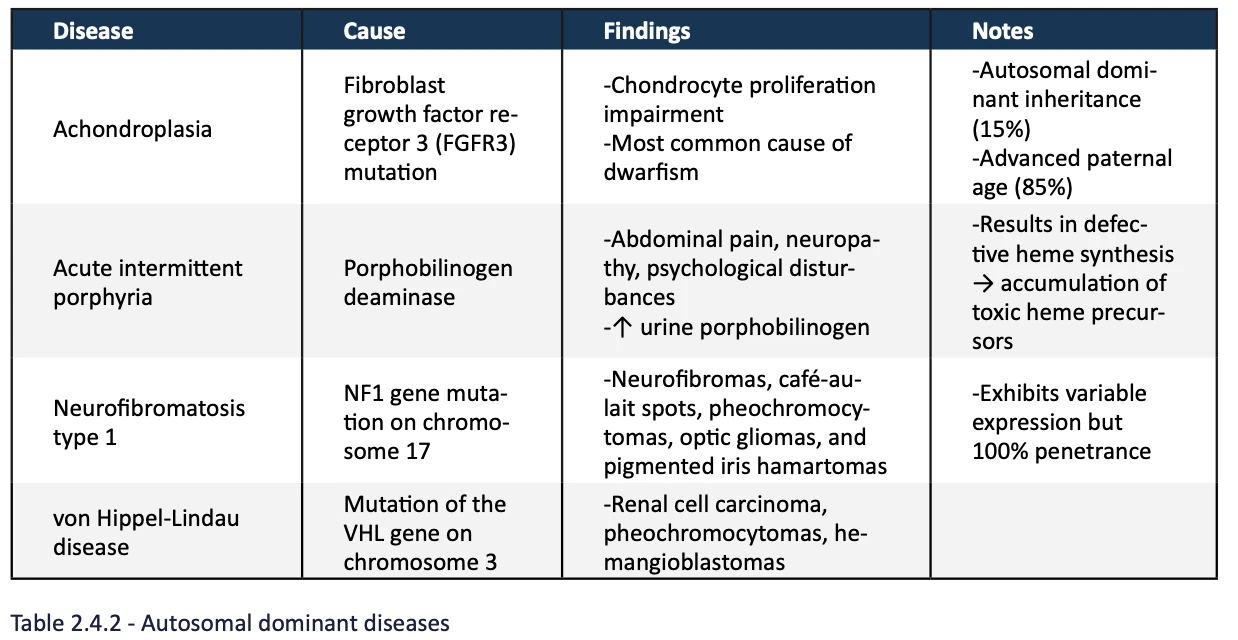 Disease
Cause
Findings
Notes
Achondroplasia
Fibroblast
growth factor re-
ceptor 3 (FGFR3)
mutation
-Chondrocyte proliferation
impairment
-Most common cause of
dwarfism
-Autosomal domi-
nant inheritance
(15%)
-Advanced paternal
age (85%)
Acute intermittent
porphyria
Porphobilinogen
deaminase
-Abdominal pain, neuropa-
thy, psychological distur-
bances
-↑ urine porphobilinogen
-Results in defec-
tive heme synthesis
→ accumulation of
toxic heme precur-
sors
Neurofibromatosis
type 1
NF1 gene muta-
tion on chromo-
some 17
-Neurofibromas, café-au-
lait spots, pheochromocy-
tomas, optic gliomas, and
pigmented iris hamartomas
-Exhibits variable
expression but
100% penetrance
von Hippel-Lindau
disease
Mutation of the
VHL gene on
chromosome 3
-Renal cell carcinoma,
pheochromocytomas, he-
mangioblastomas
Table 2.4.2 - Autosomal dominant diseases